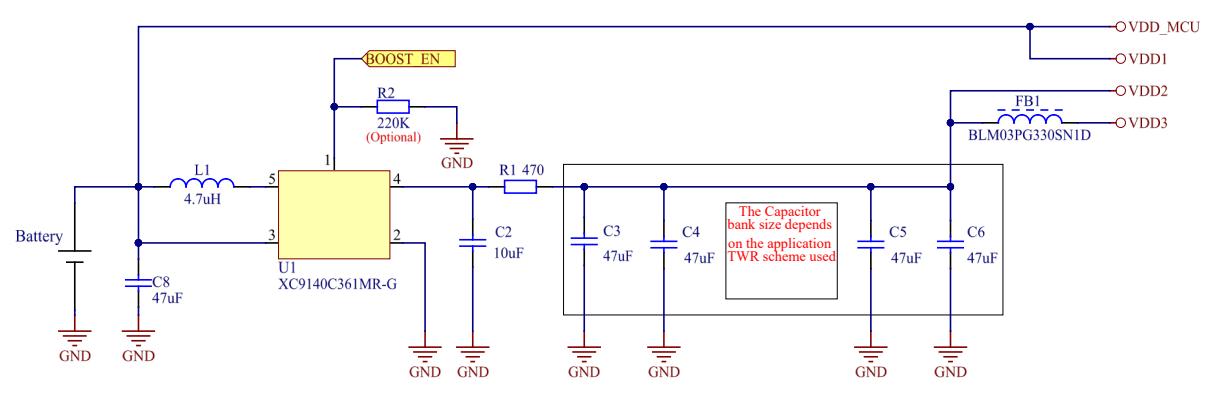 VDD_MCU
BOOST_EN
VDD1
R2
VDD2
FB1
220K
(Optional)
VDD3
BLM03PG330SN1D
GND
1
L1
R1 470
5
4
4.7uH
The Capacitor
bank size depends
on the application
TWR scheme used
Battery
3
2
C2
10uF
C3
47uF
C4
47uF
C5
47uF
C6
47uF
U1
XC9140C361MR-G
C8
47uF
GND
GND
GND
GND
GND
GND
GND
GND